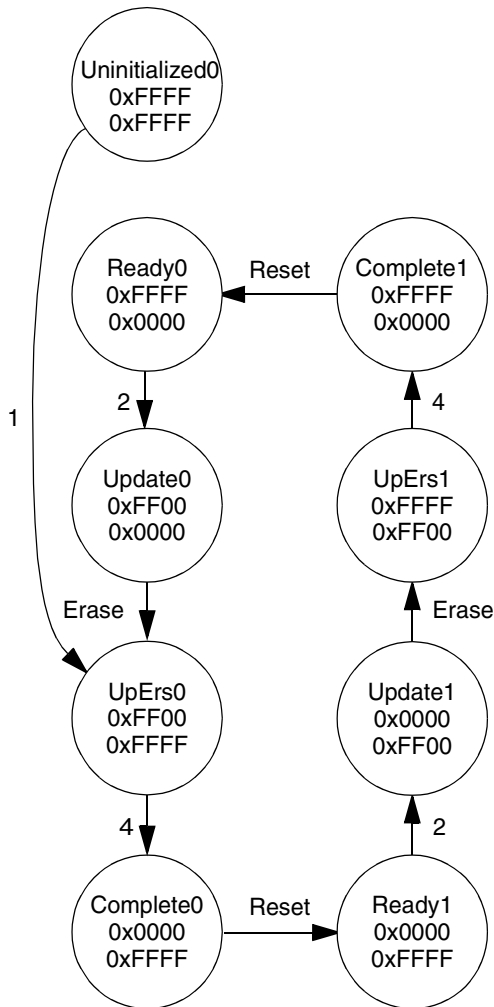 Uninitialized0
0xFFFF
0xFFFF
Ready0
0xFFFF
0x0000
Reset
Complete1
0xFFFF
0x0000
1
2
4
Update0
0xFF00
0x0000
UpErs1
0xFFFF
0xFF00
Erase
Erase
UpErs0
0xFF00
0xFFFF
Update1
0x0000
0xFF00
4
2
Complete0
0x0000
0xFFFF
Reset
Ready1
0x0000
0xFFFF